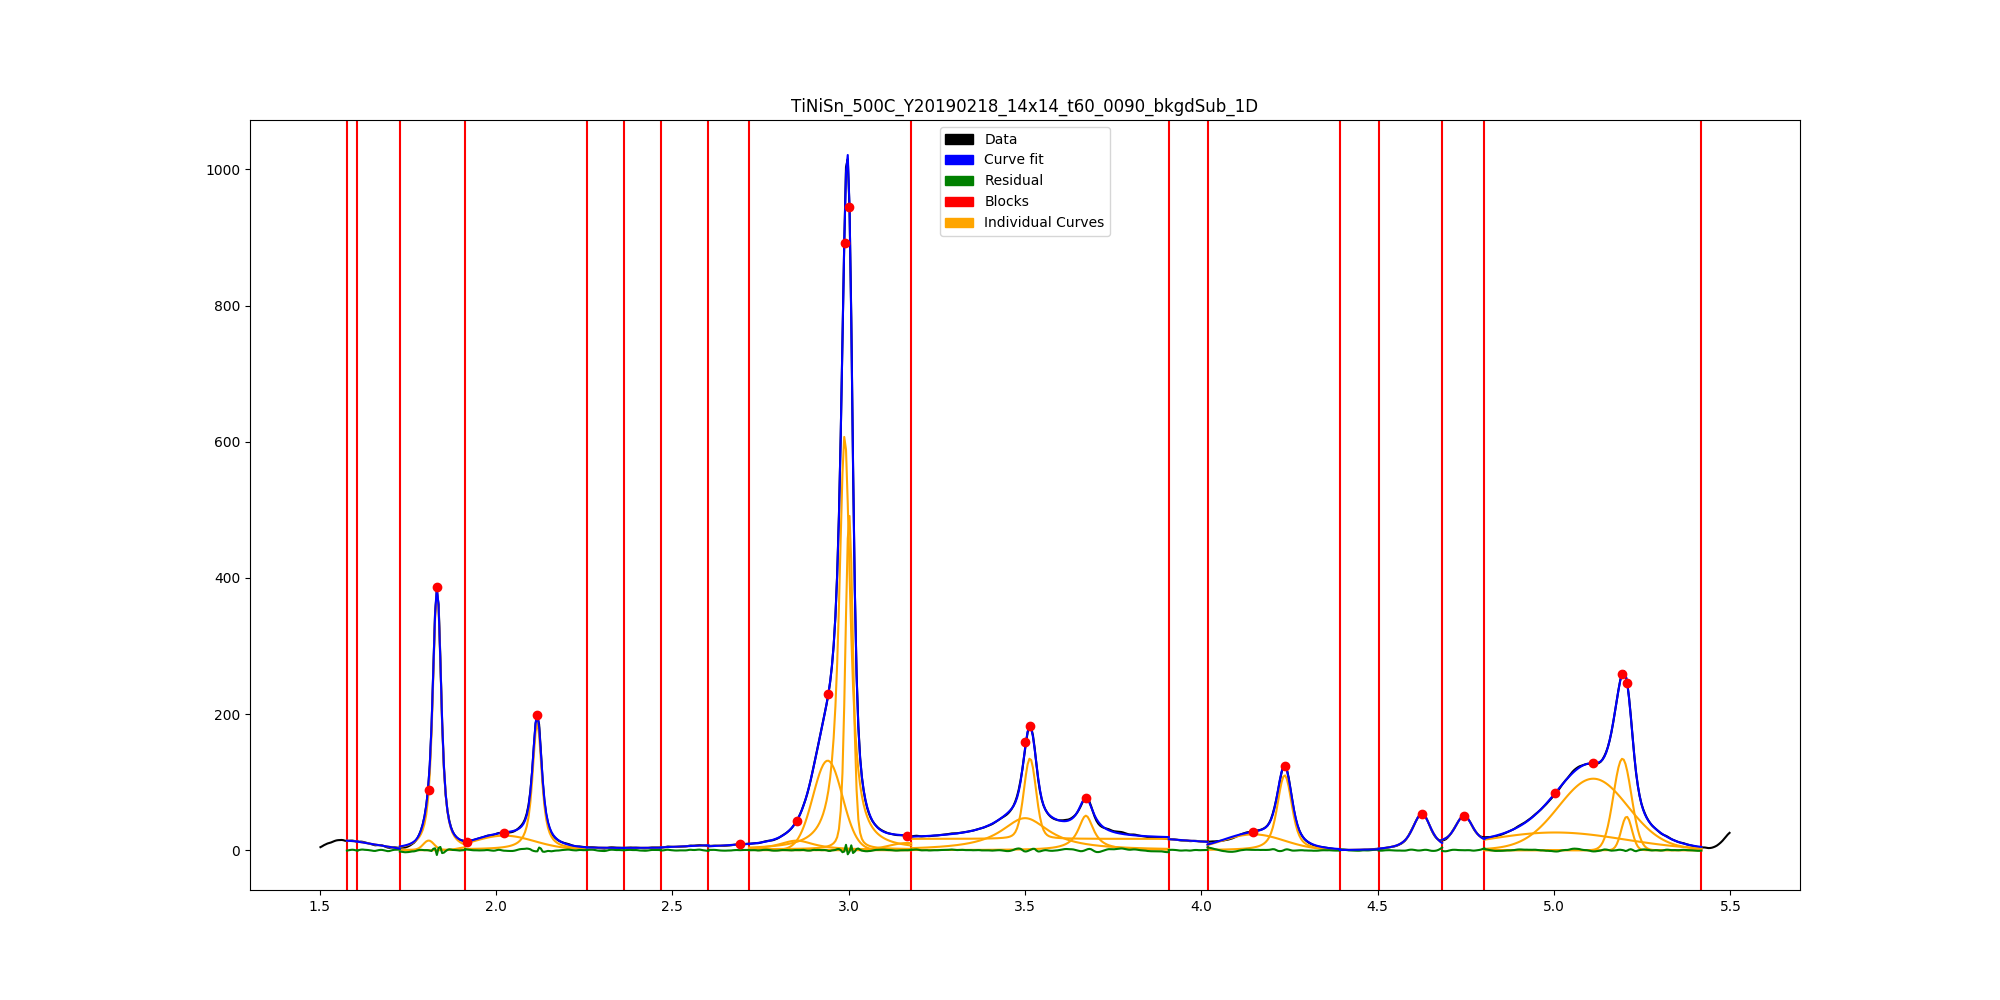 TiNiSn_500C_Y20190218_14x14_t60_0090_bkgdSub_1D
Data
Curve fit
Residual
Blocks
Individual Curves
1000
800
600
400
200
0
1.5 2.0 2.5 3.0 3.5 4.0 4.5 5.0 5.5